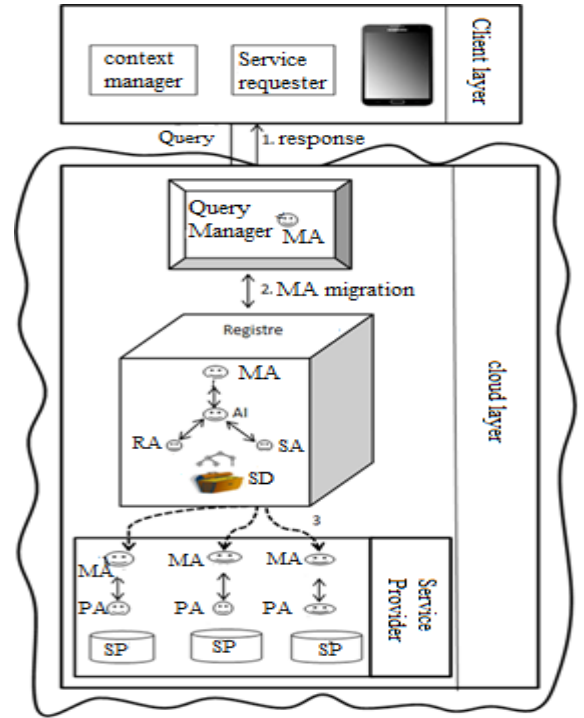 context
manager
Service
requester
Client layer
Query
1. response
Query
Manager
MA
2. MA migration
Registre
MA
AI
RA
SA
SD
cloud layer
3
MA
MA
MA
PA
PA
PA
SP
SP
SP
Service
Provider